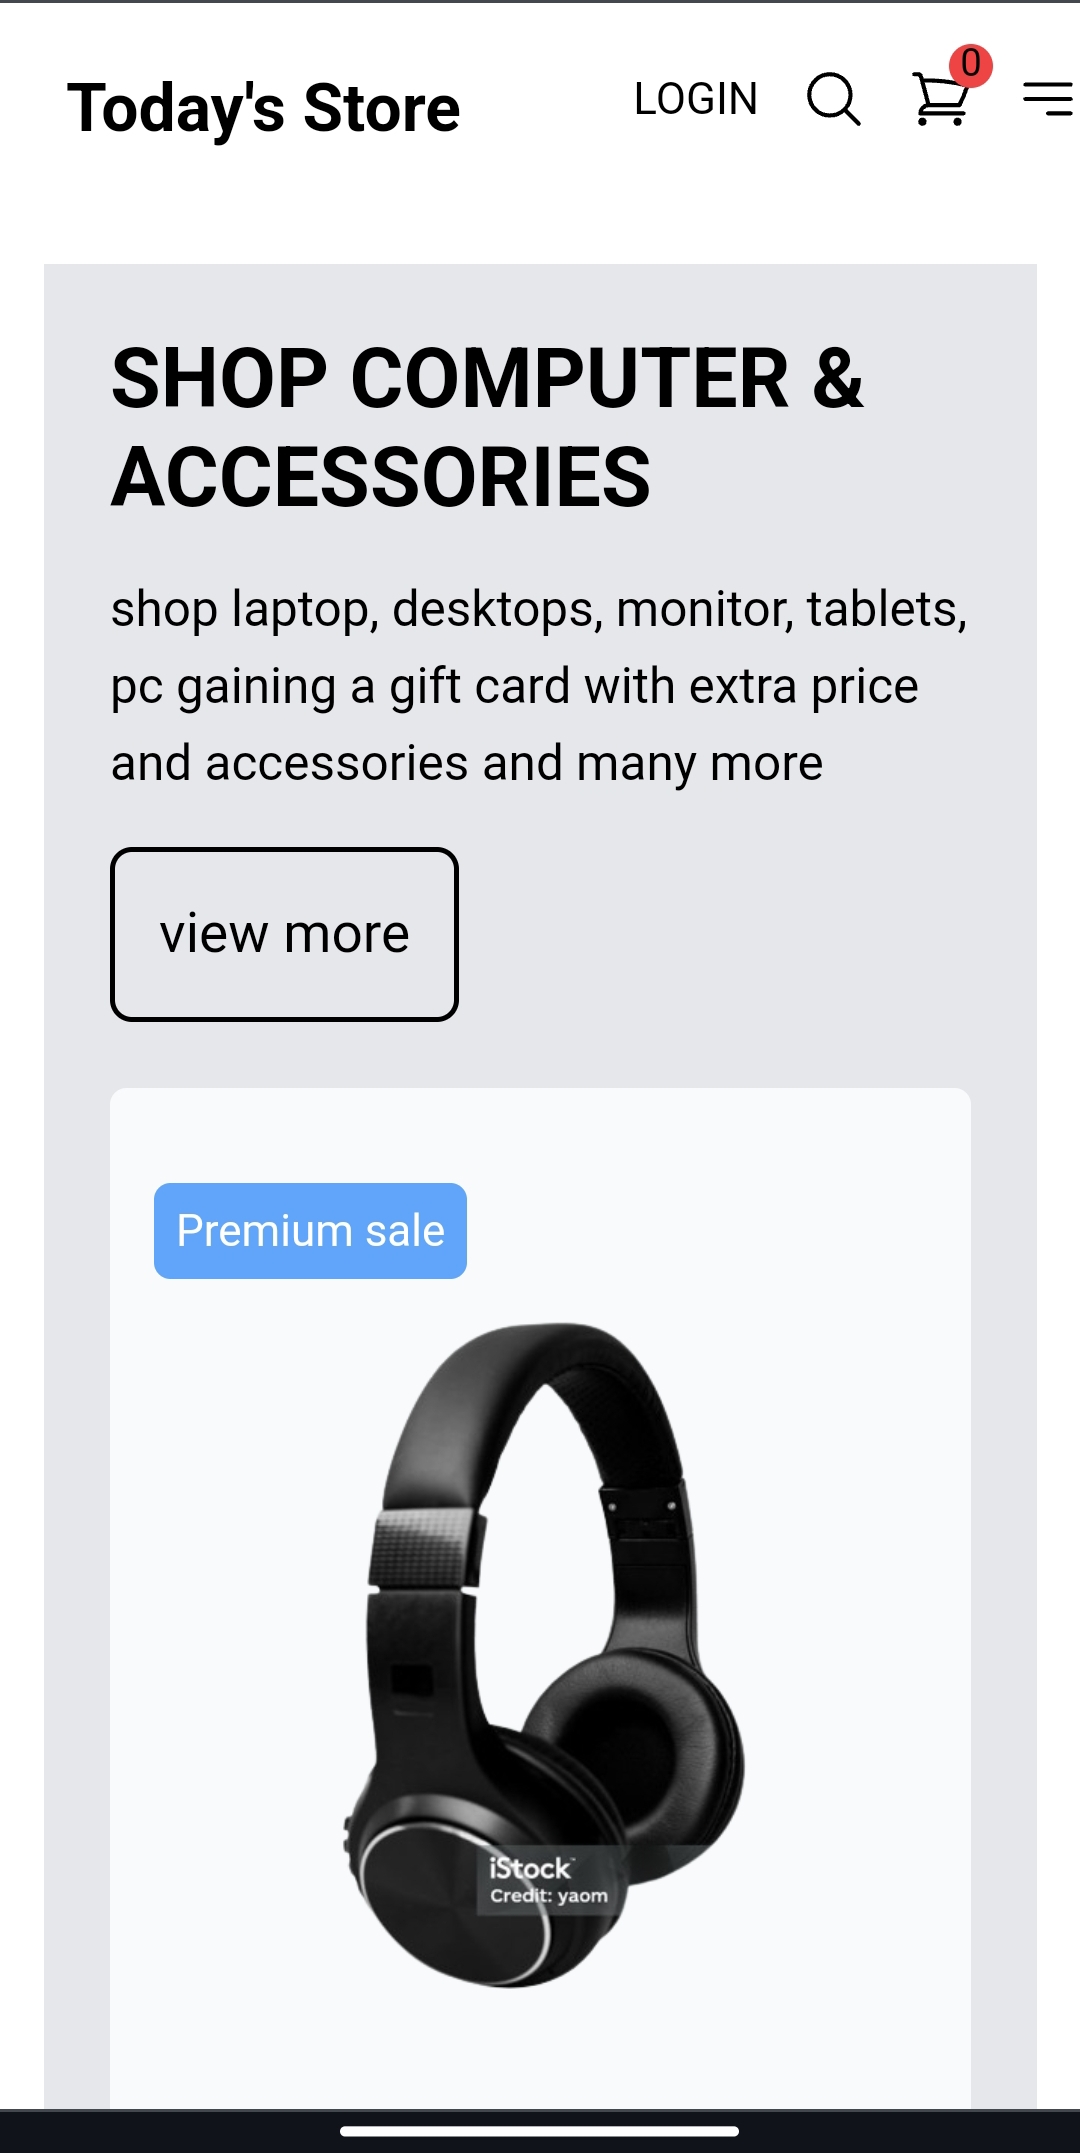 Today's Store
LOGIN
0
SHOP COMPUTER &
ACCESSORIES
shop laptop, desktops, monitor, tablets,
pc gaining a gift card with extra price
and accessories and many more
view more
Premium sale
iStock
Credit: yaom